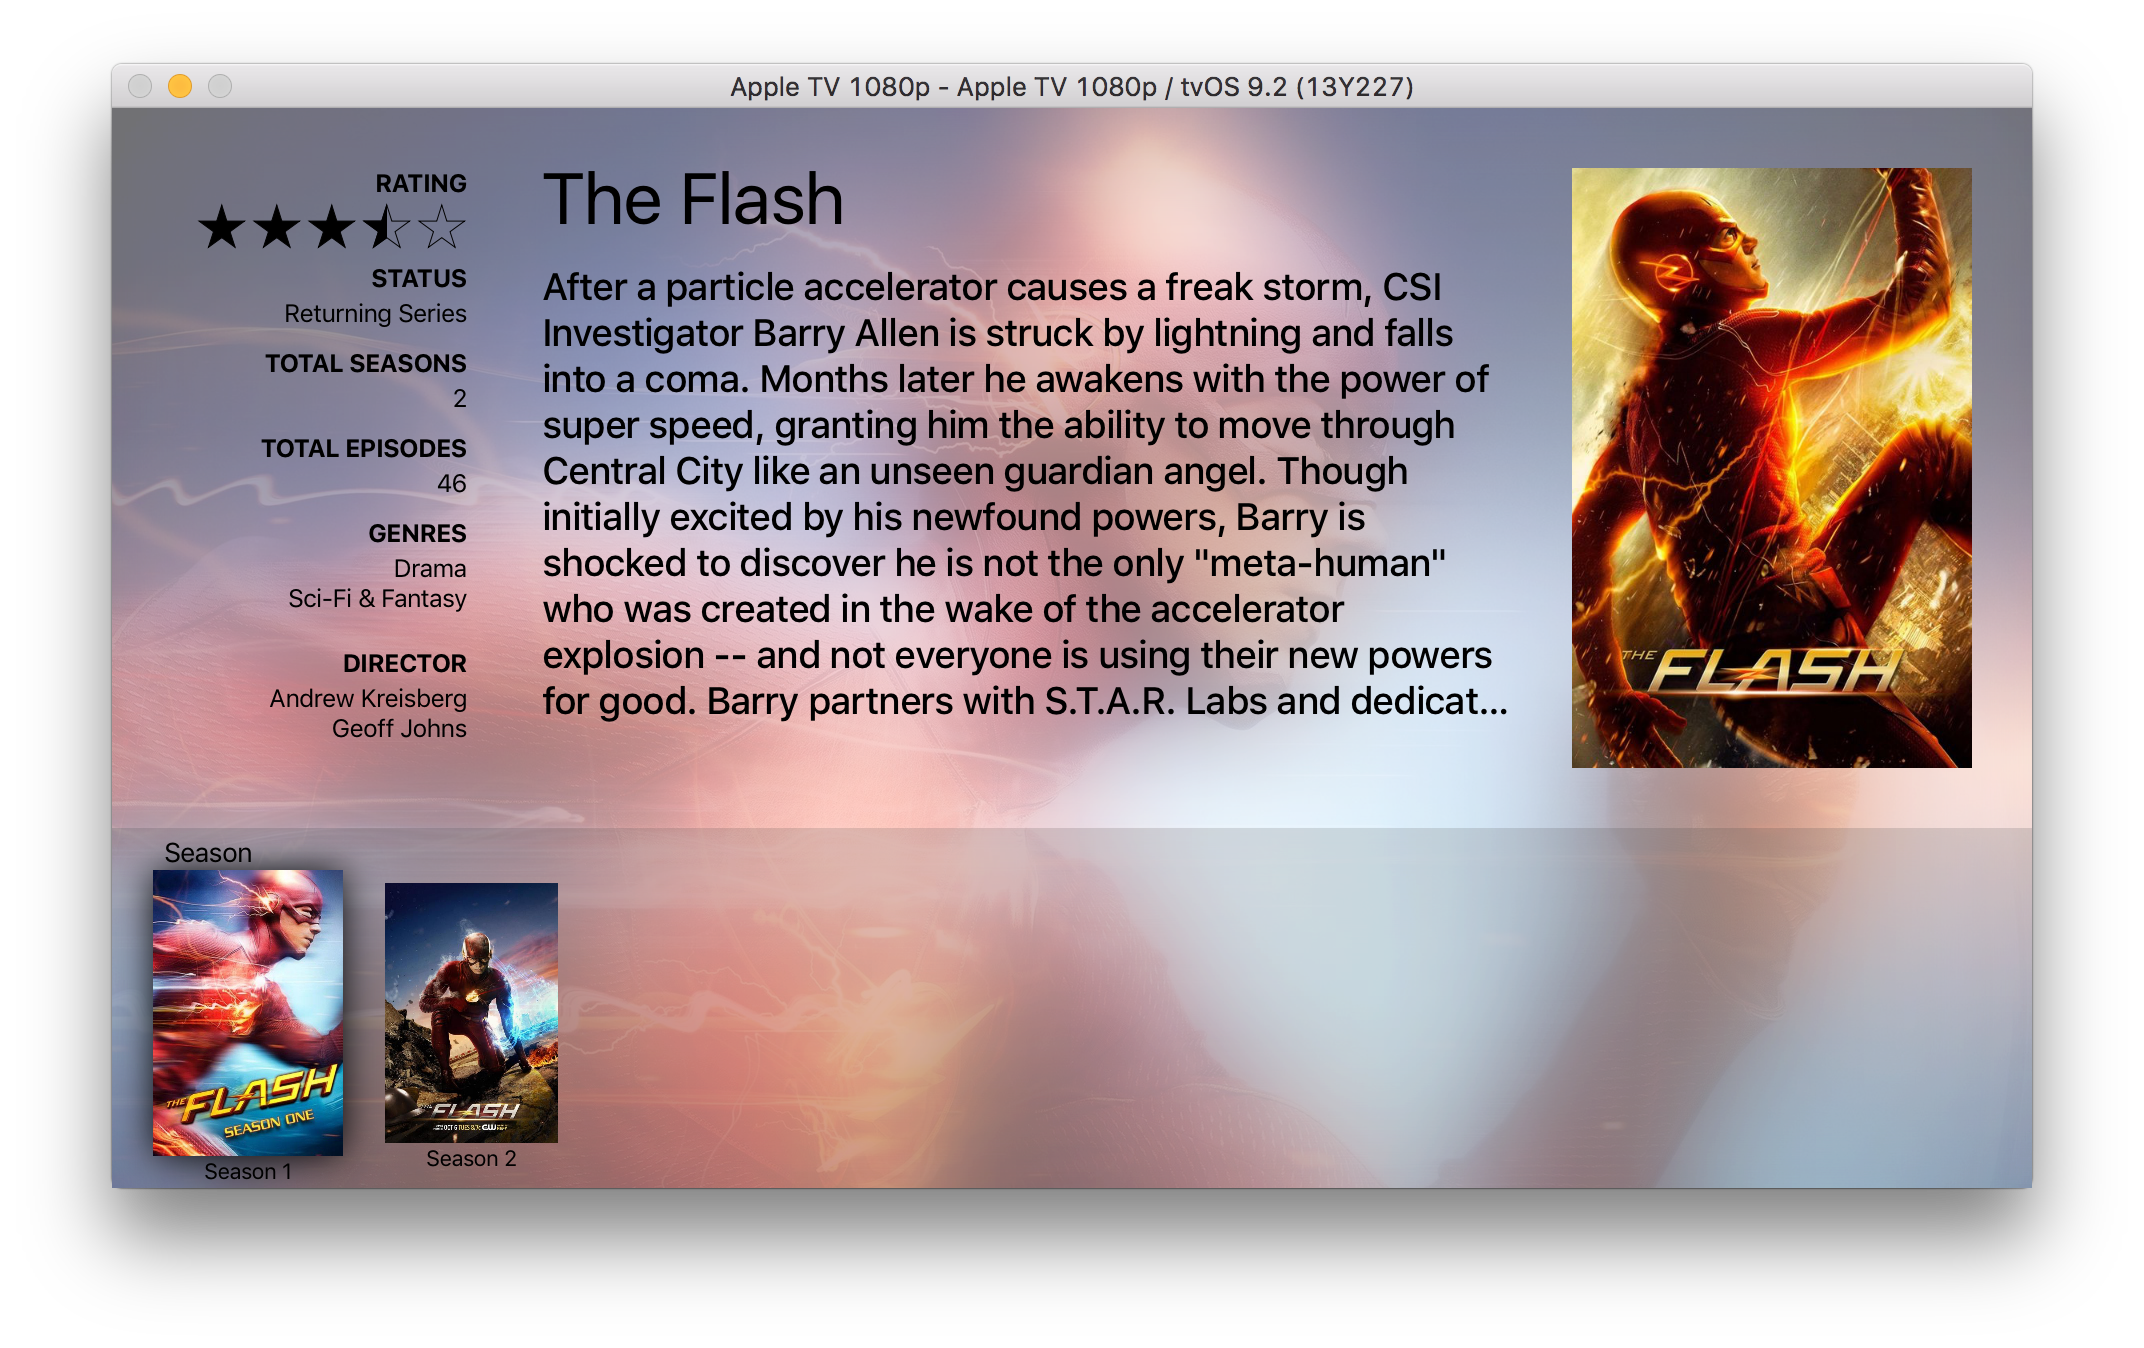 Apple TV 1080p - Apple TV 1080p / tvOS 9.2 (13Y227)
RATING
STATUS
Returning Series
TOTAL SEASONS
2
TOTAL EPISODES
46
GENRES
Drama
Sci-Fi & Fantasy
DIRECTOR
Andrew Kreisberg
Geoff Johns
The Flash
After a particle accelerator causes a freak storm, CSI
Investigator Barry Allen is struck by lightning and falls
into a coma. Months later he awakens with the power of
super speed, granting him the ability to move through
Central City like an unseen guardian angel. Though
initially excited by his newfound powers, Barry is
shocked to discover he is not the only "meta-human"
who was created in the wake of the accelerator
explosion -- and not everyone is using their new powers
for good. Barry partners with S.T.A.R. Labs and dedicat...
THE FLASH
Season
THE FLASH
SEASON ONE
Season 1
FLASH
CW
Season 2